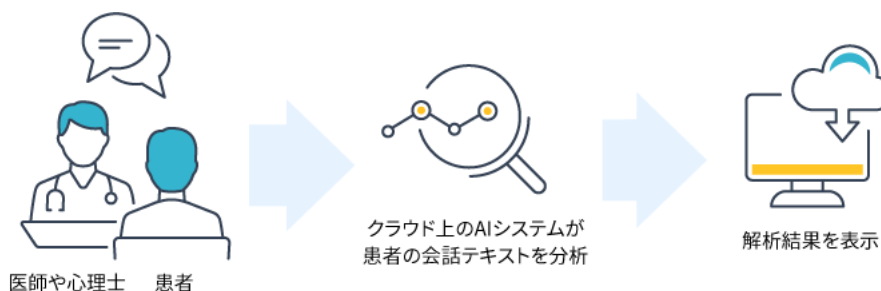 医師や心理士
患者
クラウド上のAIシステムが
患者の会話テキストを分析
解析結果を表示